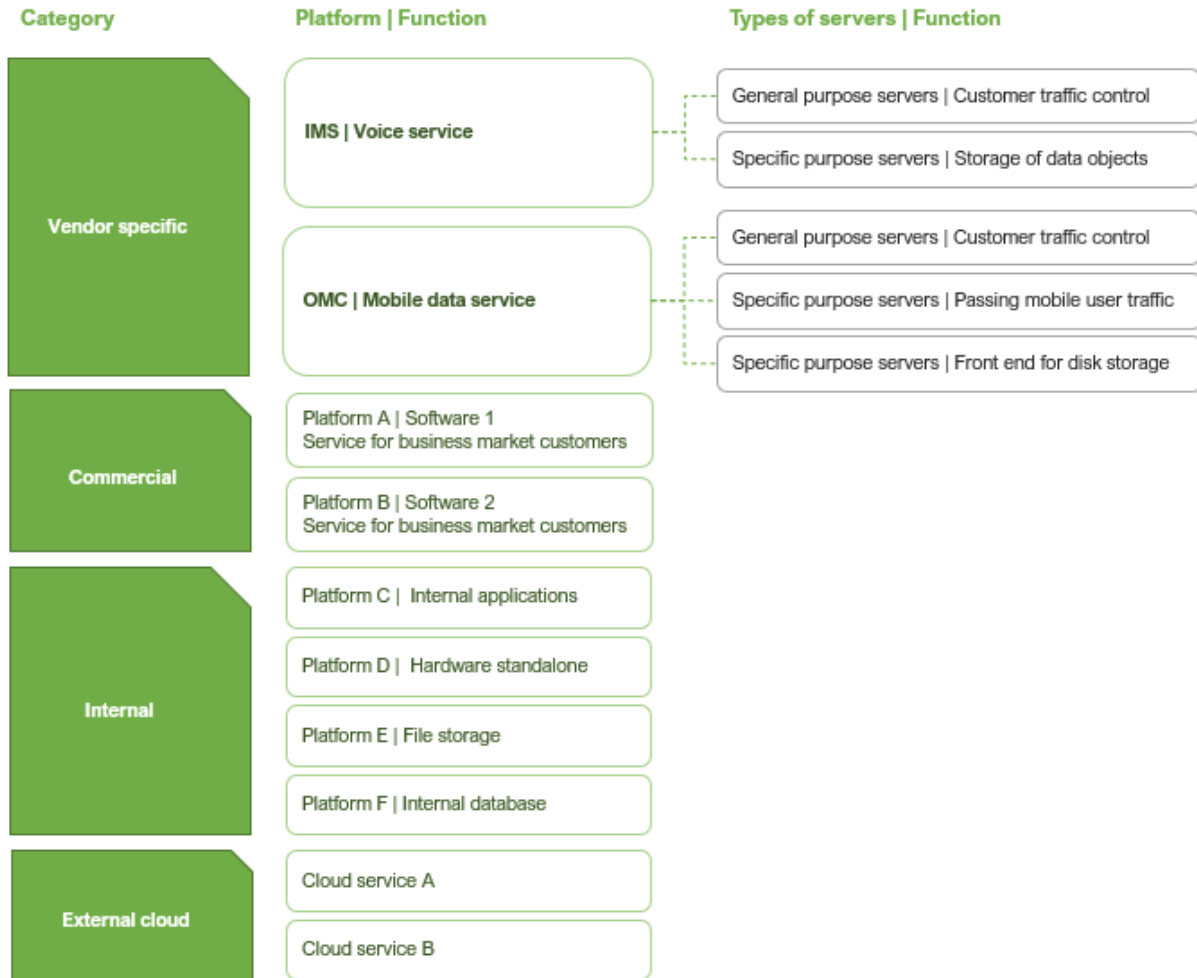 Category
Platform | Function
Types of servers | Function
Vendor specific
IMS | Voice service
General purpose servers | Customer traffic control
Specific purpose servers | Storage of data objects
OMC | Mobile data service
General purpose servers | Customer traffic control
Specific purpose servers | Passing mobile user traffic
Specific purpose servers | Front end for disk storage
Commercial
Platform A | Software 1
Service for business market customers
Platform B | Software 2
Service for business market customers
Internal
Platform C | Internal applications
Platform D | Hardware standalone
Platform E | File storage
Platform F | Internal database
External cloud
Cloud service A
Cloud service B